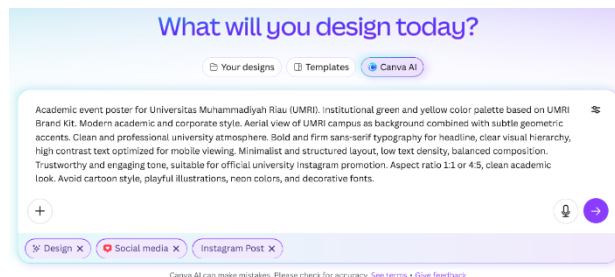 What will you design today?
Your designs
Templates
Canva AI
Academic event poster for Universitas Muhammadiyah Riau (UMRI). Institutional green and yellow color palette based on UMRI
Brand Kit. Modern academic and corporate style. Aerial view of UMRI campus as background combined with subtle geometric
accents. Clean and professional university atmosphere. Bold and firm sans-serif typography for headline, clear visual hierarchy,
high contrast text optimized for mobile viewing. Minimalist and structured layout, low text density, balanced composition.
Trustworthy and engaging tone, suitable for official university Instagram promotion. Aspect ratio 1:1 or 4:5, clean academic
look. Avoid cartoon style, playful illustrations, neon colors, and decorative fonts.
Design
Social media
Instagram Post
Canva AI can make mistakes. Please check for accuracy. See terms • Give feedback